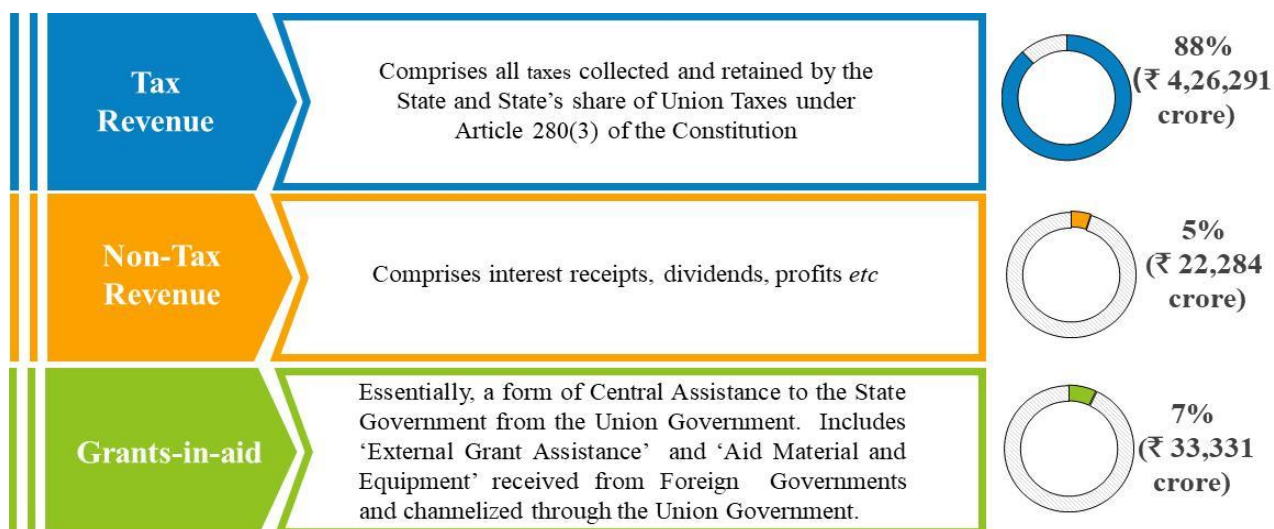 Tax
Revenue
Comprises all taxes collected and retained by the
State and State’s share of Union Taxes under
Article 280(3) of the Constitution
88%
(₹ 4,26,291
crore)
Non-Tax
Revenue
Comprises interest receipts, dividends, profits etc
5%
(₹ 22,284
crore)
Grants-in-aid
Essentially, a form of Central Assistance to the State
Government from the Union Government. Includes
‘External Grant Assistance’ and ‘Aid Material and
Equipment’ received from Foreign Governments
and channelized through the Union Government.
7%
(₹ 33,331
crore)